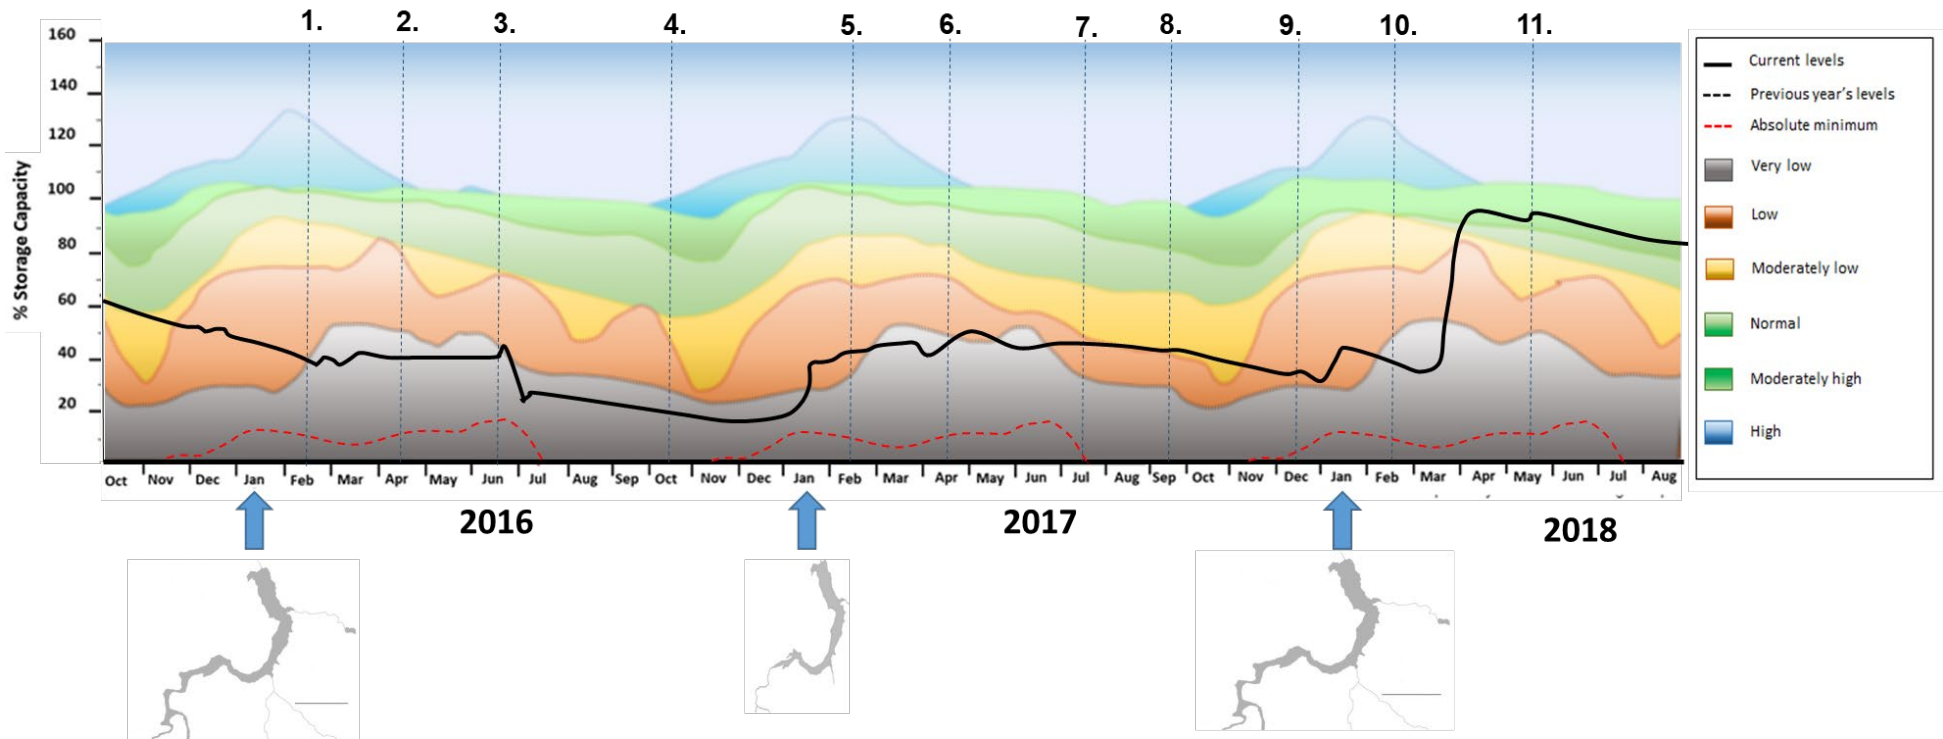 1. 2. 3. 4. 5. 6. 7. 8. 9. 10. 11.
160
140
120
100
80
60
40
20
% Storage Capacity
Current levels
Previous year's levels
Absolute minimum
Very low
Low
Moderately low
Normal
Moderately high
High
Oct Nov Dec Jan Feb Mar Apr May Jun Jul Aug Sep Oct Nov Dec Jan Feb Mar Apr May Jun Jul Aug Sep Oct Nov Dec Jan Feb Mar Apr May Jun Jul Aug
2016 2017 2018